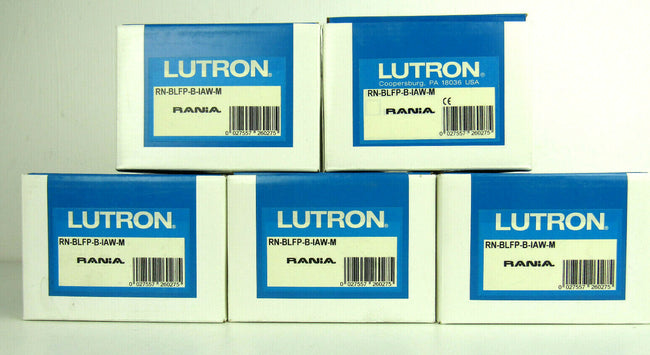 LUTRON®
RN-BLFP-B-IAW-M
RANIA
0 027557 260275
LUTRON®
Coopersburg, PA 18036 USA
RN-BLFP-B-IAW-M
RANIA CE
0 027557 260275
LUTRON®
RN-BLFP-B-IAW-M
RANIA
0 027557 260275
LUTRON®
RN-BLFP-B-IAW-M
RANIA
0 027557 260275
LUTRON®
RN-BLFP-B-IAW-M
RANIA
0 027557 260275